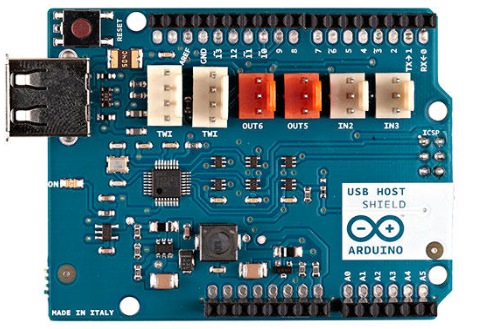 RESET
504C
AREF
GND
13
12
11
10
9
8
7
6
5
4
3
2
TX→1
RX←0
TWI
TWI
OUT6
OUT5
IN2
IN3
ICSP
ON
USB HOST
SHIELD
ARDUINO
A0
A1
A2
A3
A4
A5
MADE IN ITALY